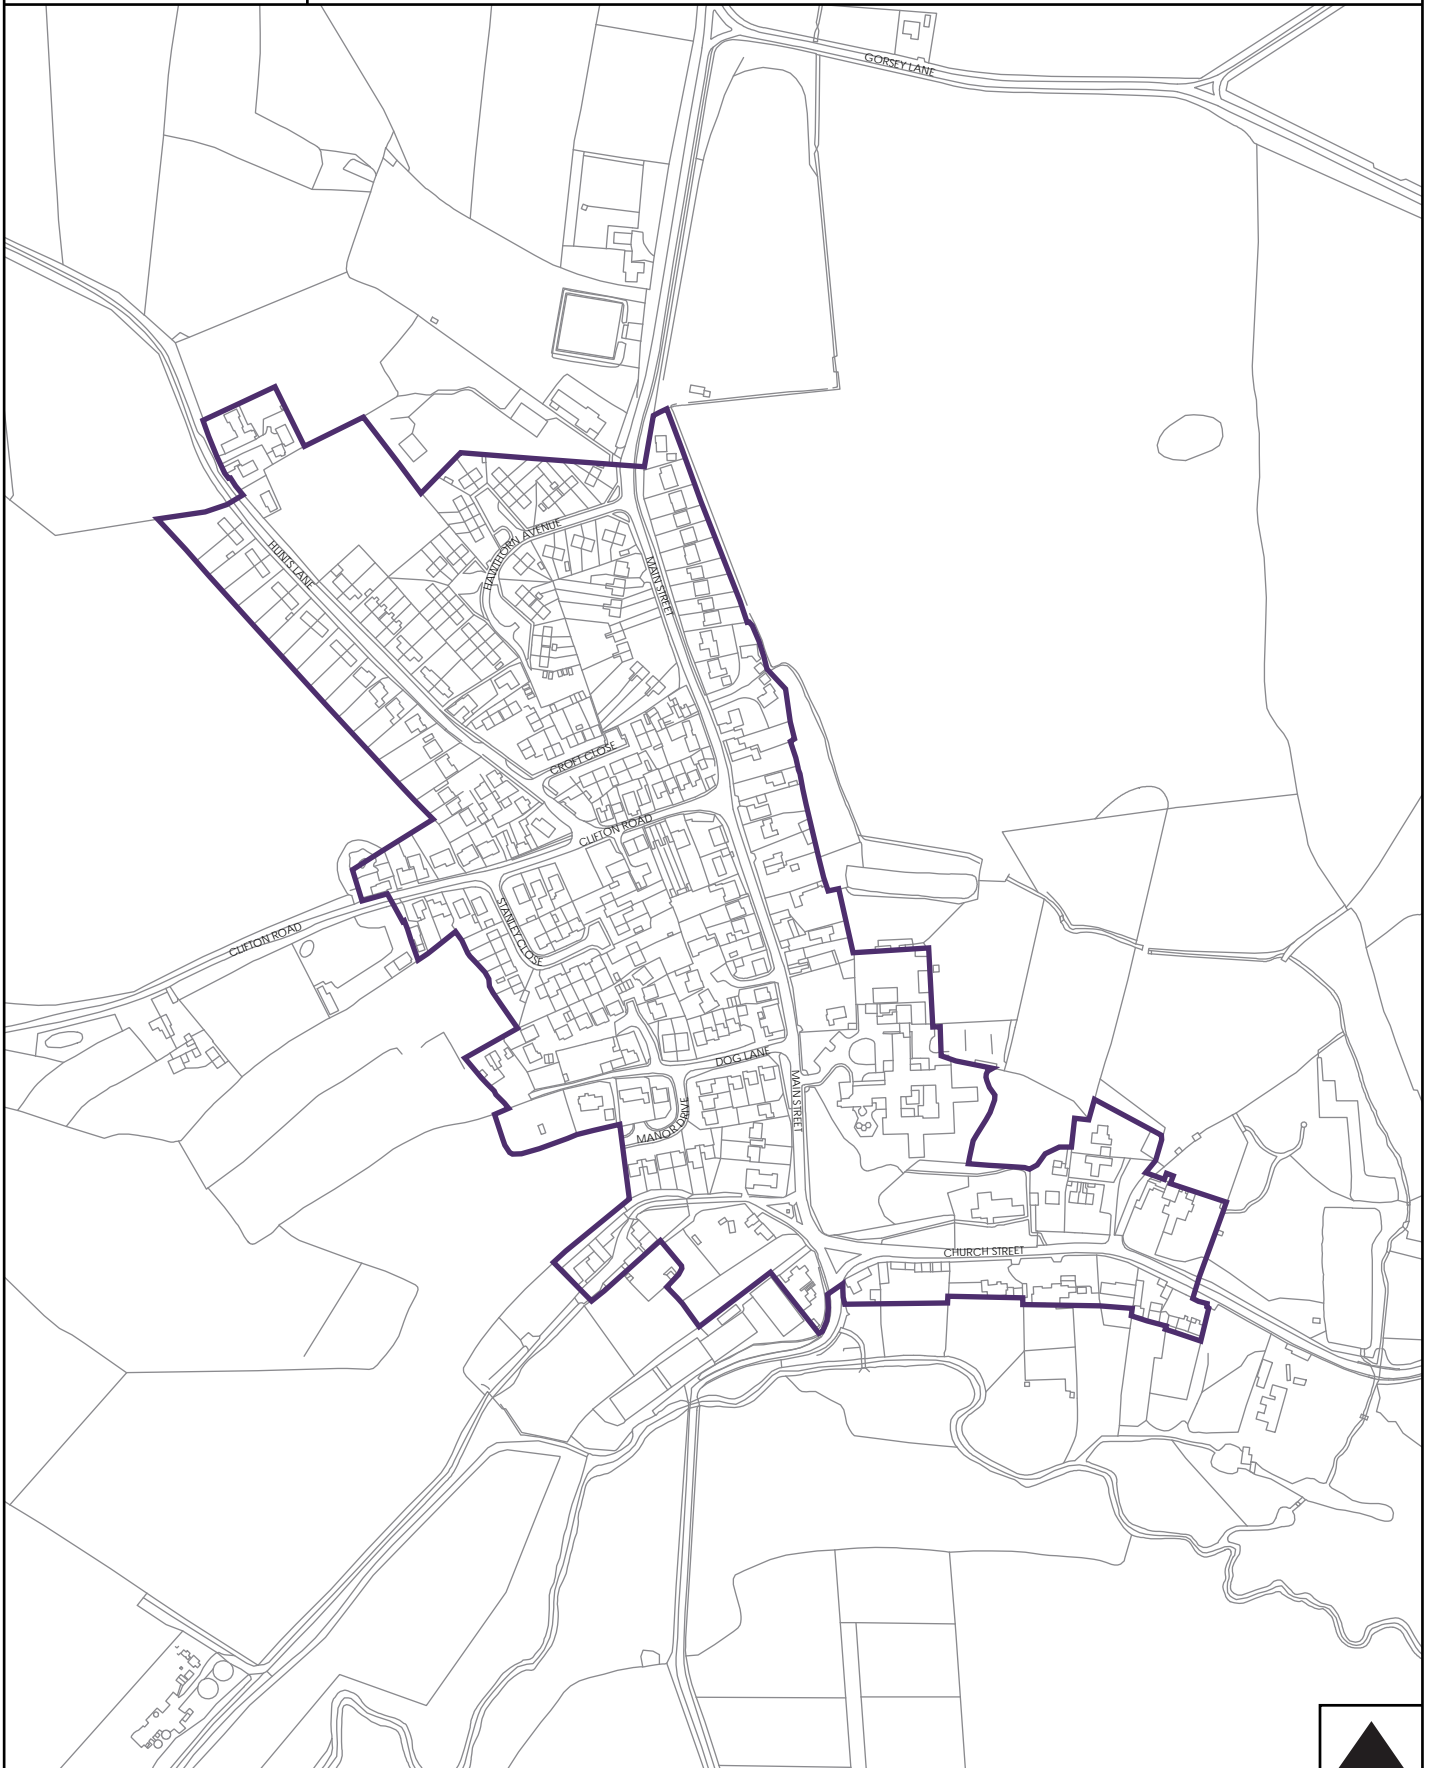 GORSEY LANE
HAWTHORN AVENUE
HUNTS LANE
MAIN STREET
CROFT CLOSE
CLIFTON ROAD
STANLEY CLOSE
CLIFTON ROAD
DOG LANE
MAIN STREET
MANOR DRIVE
CHURCH STREET